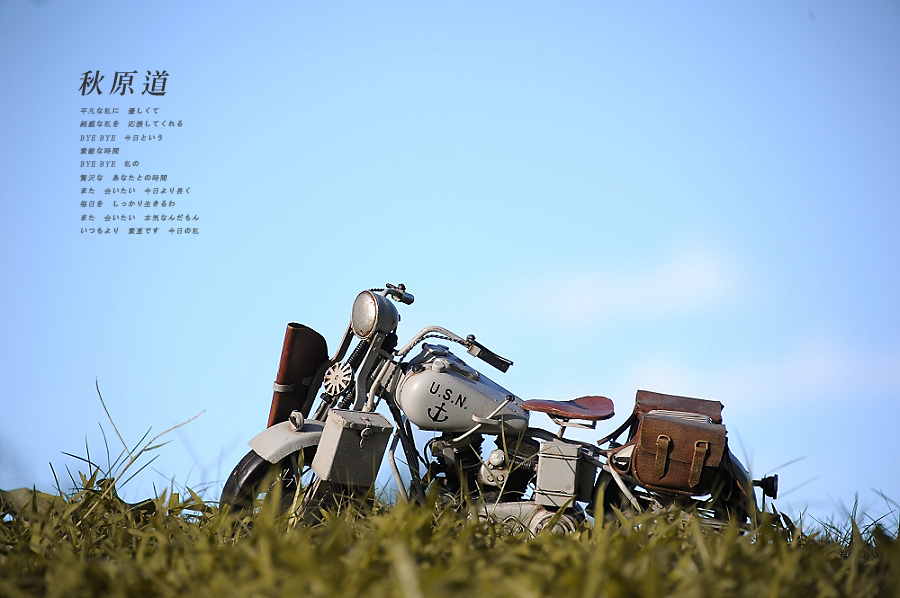 秋原道
平凡な私に　優しくて
鈍感な私を　応援してくれる
BYE BYE　今日という
素敵な時間
BYE BYE　私の
贅沢な　あなたとの時間
また　会いたい　今日より長く
毎日を　しっかり生きるわ
また　会いたい　本気なんだもん
いつもより　素直です　今日の私
U.S.N.